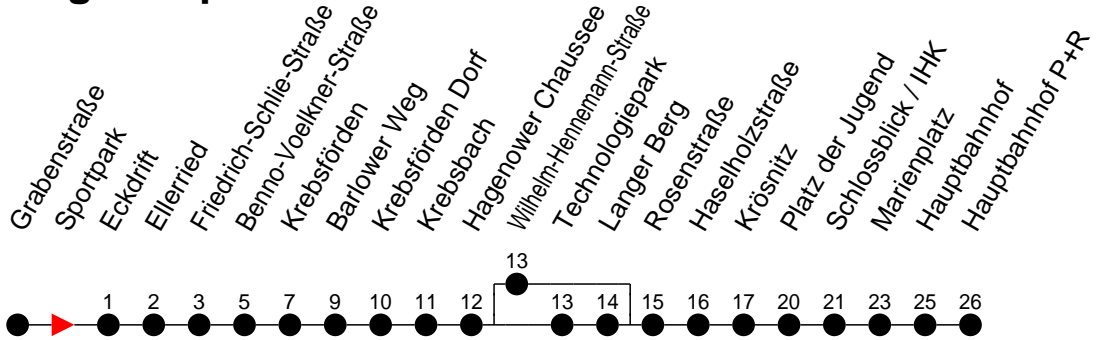 Grabenstraße
Sportpark
Eckdrift
Ellerried
Friedrich-Schlie-Straße
Benno-Voelkner-Straße
Krebsförden
Barlower Weg
Krebsförden Dorf
Krebsbach
Hagenower Chaussee
Wilhelm-Hennemann-Straße
Technologiepark
Langer Berg
Rosenstraße
Haselholzstraße
Krösnitz
Platz der Jugend
Schlossblick / IHK
Marienplatz
Hauptbahnhof
Hauptbahnhof P+R
13
1 2 3 5 7 9 10 11 12 13 14 15 16 17 20 21 23 25 26